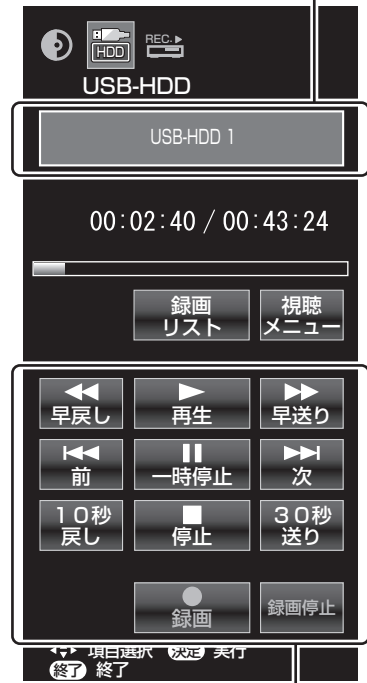 HDD REC.
USB-HDD
USB-HDD 1
00:02:40 / 00:43:24
録画
リスト
視聴
メニュー
早戻し
再生
早送り
前
一時停止
次
10秒
戻し
停止
30秒
送り
録画
録画停止
項目選択 決定 実行
終了 終了